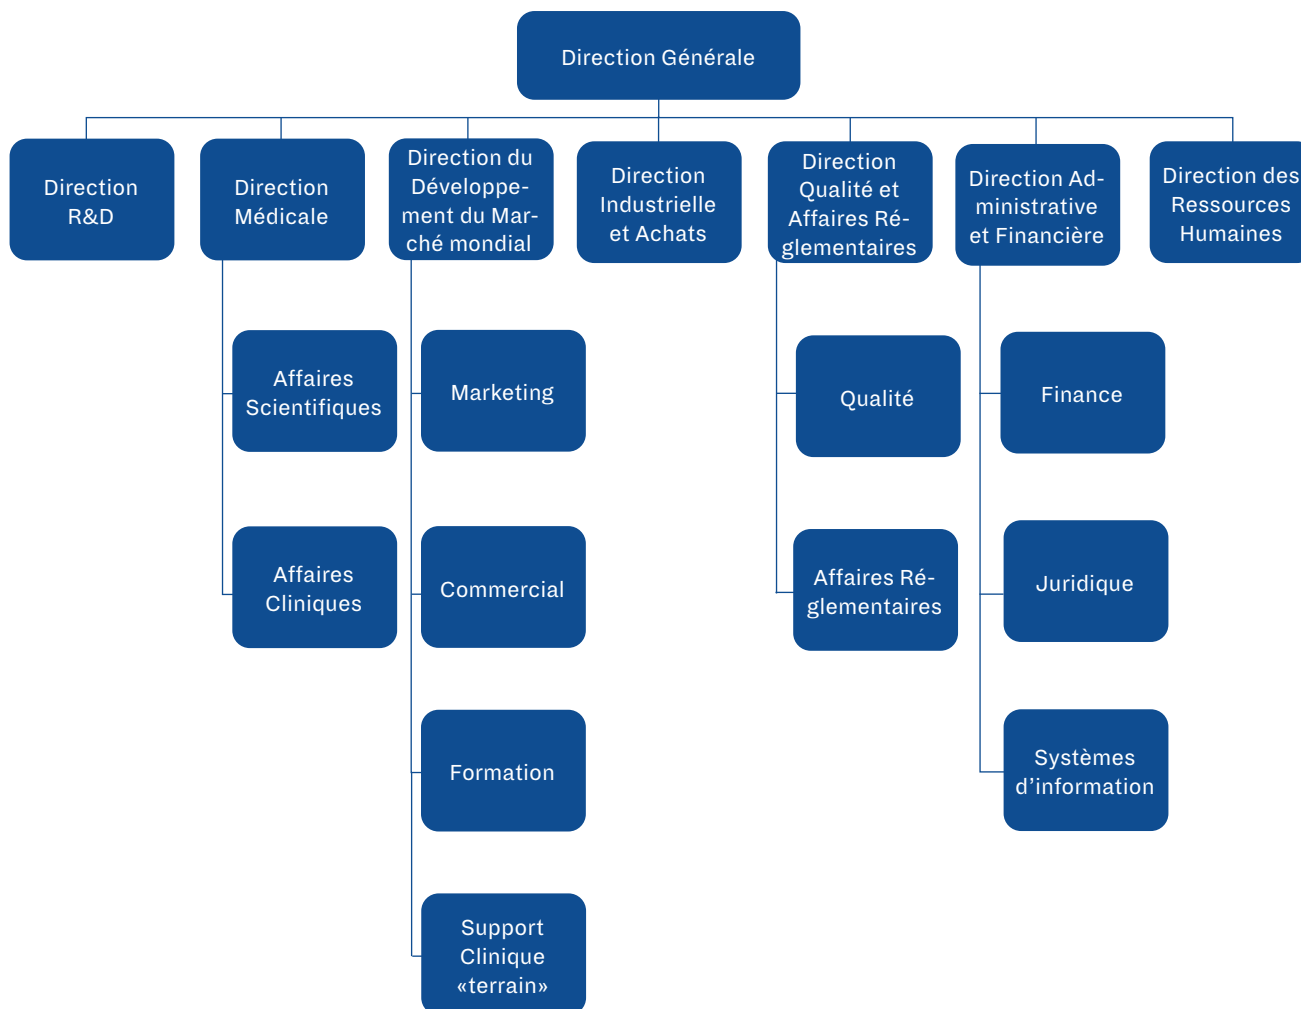 Direction Générale
Direction
R&D
Direction
Médicale
Direction du
Développe-
ment du Mar-
ché mondial
Direction
Industrielle
et Achats
Direction
Qualité et
Affaires Ré-
glementaires
Direction Ad-
ministrative
et Financière
Direction des
Ressources
Humaines
Affaires
Scientifiques
Marketing
Qualité
Finance
Affaires
Cliniques
Commercial
Affaires Ré-
glementaires
Juridique
Formation
Systèmes
d’information
Support
Clinique
«terrain»